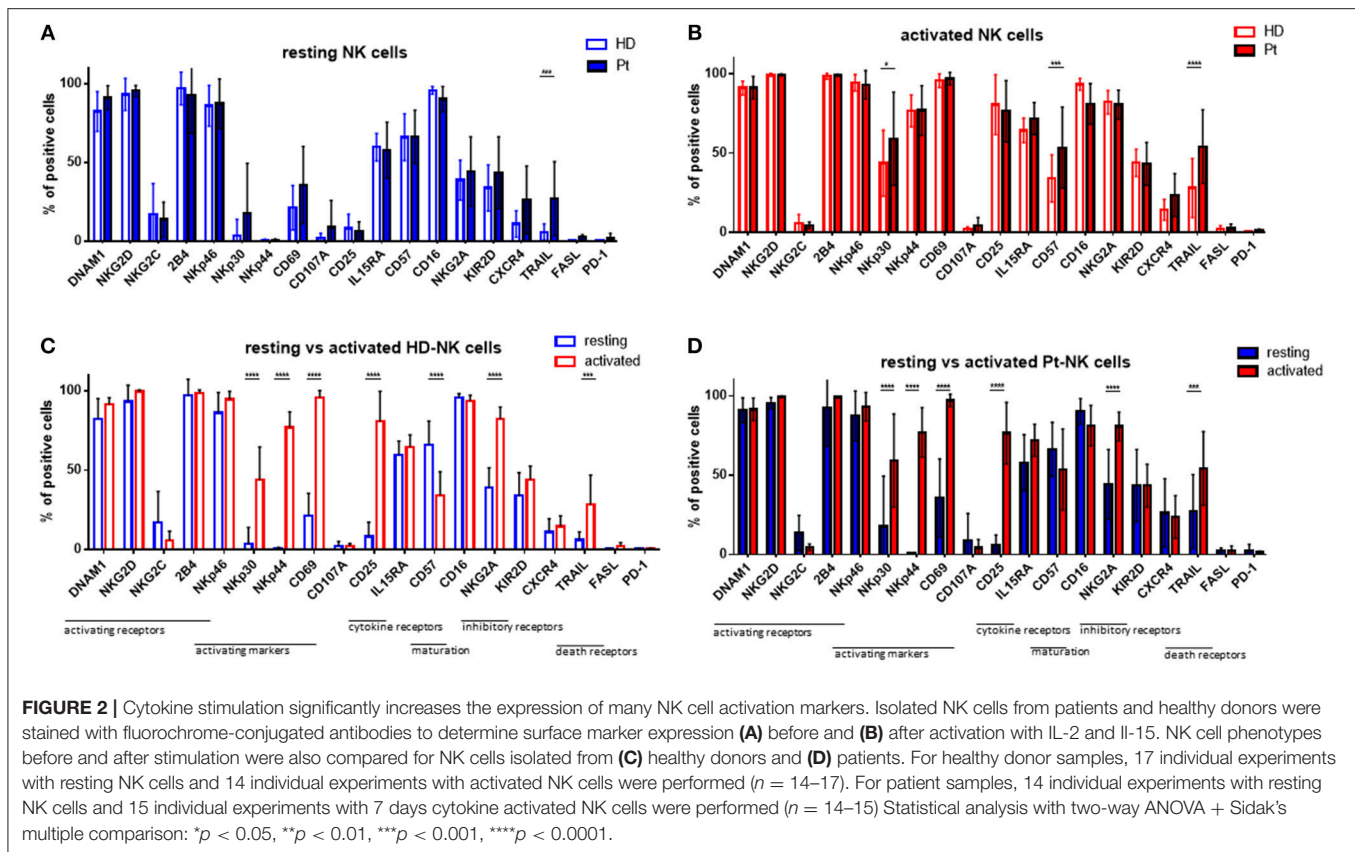 A
resting NK cells
HD
Pt
% of positive cells
100
50
0
###
DNAM1
NKG2D
NKG2C
2B4
NKp46
NKp30
NKp44
CD69
CD107A
CD25
IL15RA
CD57
CD16
NKG2A
KIR2D
CXCR4
TRAIL
FASL
PD-1
B
activated NK cells
HD
Pt
% of positive cells
100
50
0
*
***
****
DNAM1
NKG2D
NKG2C
2B4
NKp46
NKp30
NKp44
CD69
CD107A
CD25
IL15RA
CD57
CD16
NKG2A
KIR2D
CXCR4
TRAIL
FASL
PD-1
C
resting vs activated HD-NK cells
resting
activated
% of positive cells
100
50
0
**** **** **** **** **** **** ***
DNAM1
NKG2D
NKG2C
2B4
NKp46
NKp30
NKp44
CD69
CD107A
CD25
IL15RA
CD57
CD16
NKG2A
KIR2D
CXCR4
TRAIL
FASL
PD-1
activating receptors
activating markers
cytokine receptors
maturation
inhibitory receptors
death receptors
D
resting vs activated Pt-NK cells
resting
activated
% of positive cells
100
50
0
**** **** **** **** **** ***
DNAM1
NKG2D
NKG2C
2B4
NKp46
NKp30
NKp44
CD69
CD107A
CD25
IL15RA
CD57
CD16
NKG2A
KIR2D
CXCR4
TRAIL
FASL
PD-1
activating receptors
activating markers
cytokine receptors
maturation
inhibitory receptors
death receptors
FIGURE 2 | Cytokine stimulation significantly increases the expression of many NK cell activation markers. Isolated NK cells from patients and healthy donors were
stained with fluorochrome-conjugated antibodies to determine surface marker expression (A) before and (B) after activation with IL-2 and Il-15. NK cell phenotypes
before and after stimulation were also compared for NK cells isolated from (C) healthy donors and (D) patients. For healthy donor samples, 17 individual experiments
with resting NK cells and 14 individual experiments with activated NK cells were performed (n = 14–17). For patient samples, 14 individual experiments with resting
NK cells and 15 individual experiments with 7 days cytokine activated NK cells were performed (n = 14–15) Statistical analysis with two-way ANOVA + Sidak's
multiple comparison: *p < 0.05, **p < 0.01, ***p < 0.001, ****p < 0.0001.